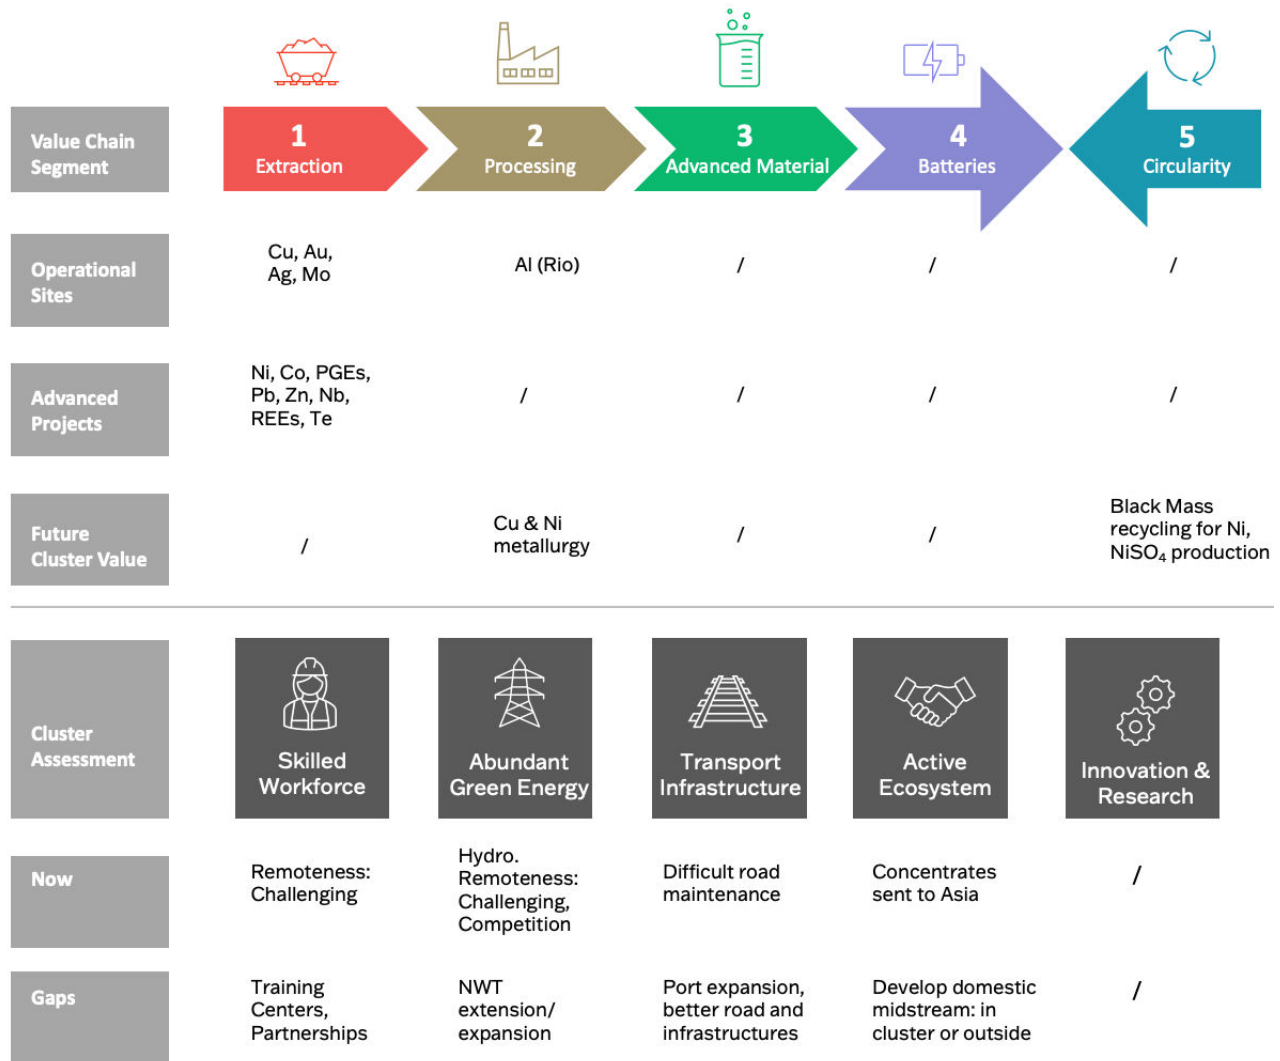 Value Chain
Segment
1
Extraction
2
Processing
3
Advanced Material
4
Batteries
5
Circularity
Operational
Sites
Cu, Au,
Ag, Mo
Al (Rio)
/
/
/
Advanced
Projects
Ni, Co, PGEs,
Pb, Zn, Nb,
REEs, Te
/
/
/
/
Future
Cluster Value
/
Cu & Ni
metallurgy
/
/
Black Mass
recycling for Ni,
NiSO₄ production
Cluster
Assessment
Skilled
Workforce
Abundant
Green Energy
Transport
Infrastructure
Active
Ecosystem
Innovation &
Research
Now
Remoteness:
Challenging
Hydro.
Remoteness:
Challenging,
Competition
Difficult road
maintenance
Concentrates
sent to Asia
/
Gaps
Training
Centers,
Partnerships
NWT
extension/
expansion
Port expansion,
better road and
infrastructures
Develop domestic
midstream: in
cluster or outside
/